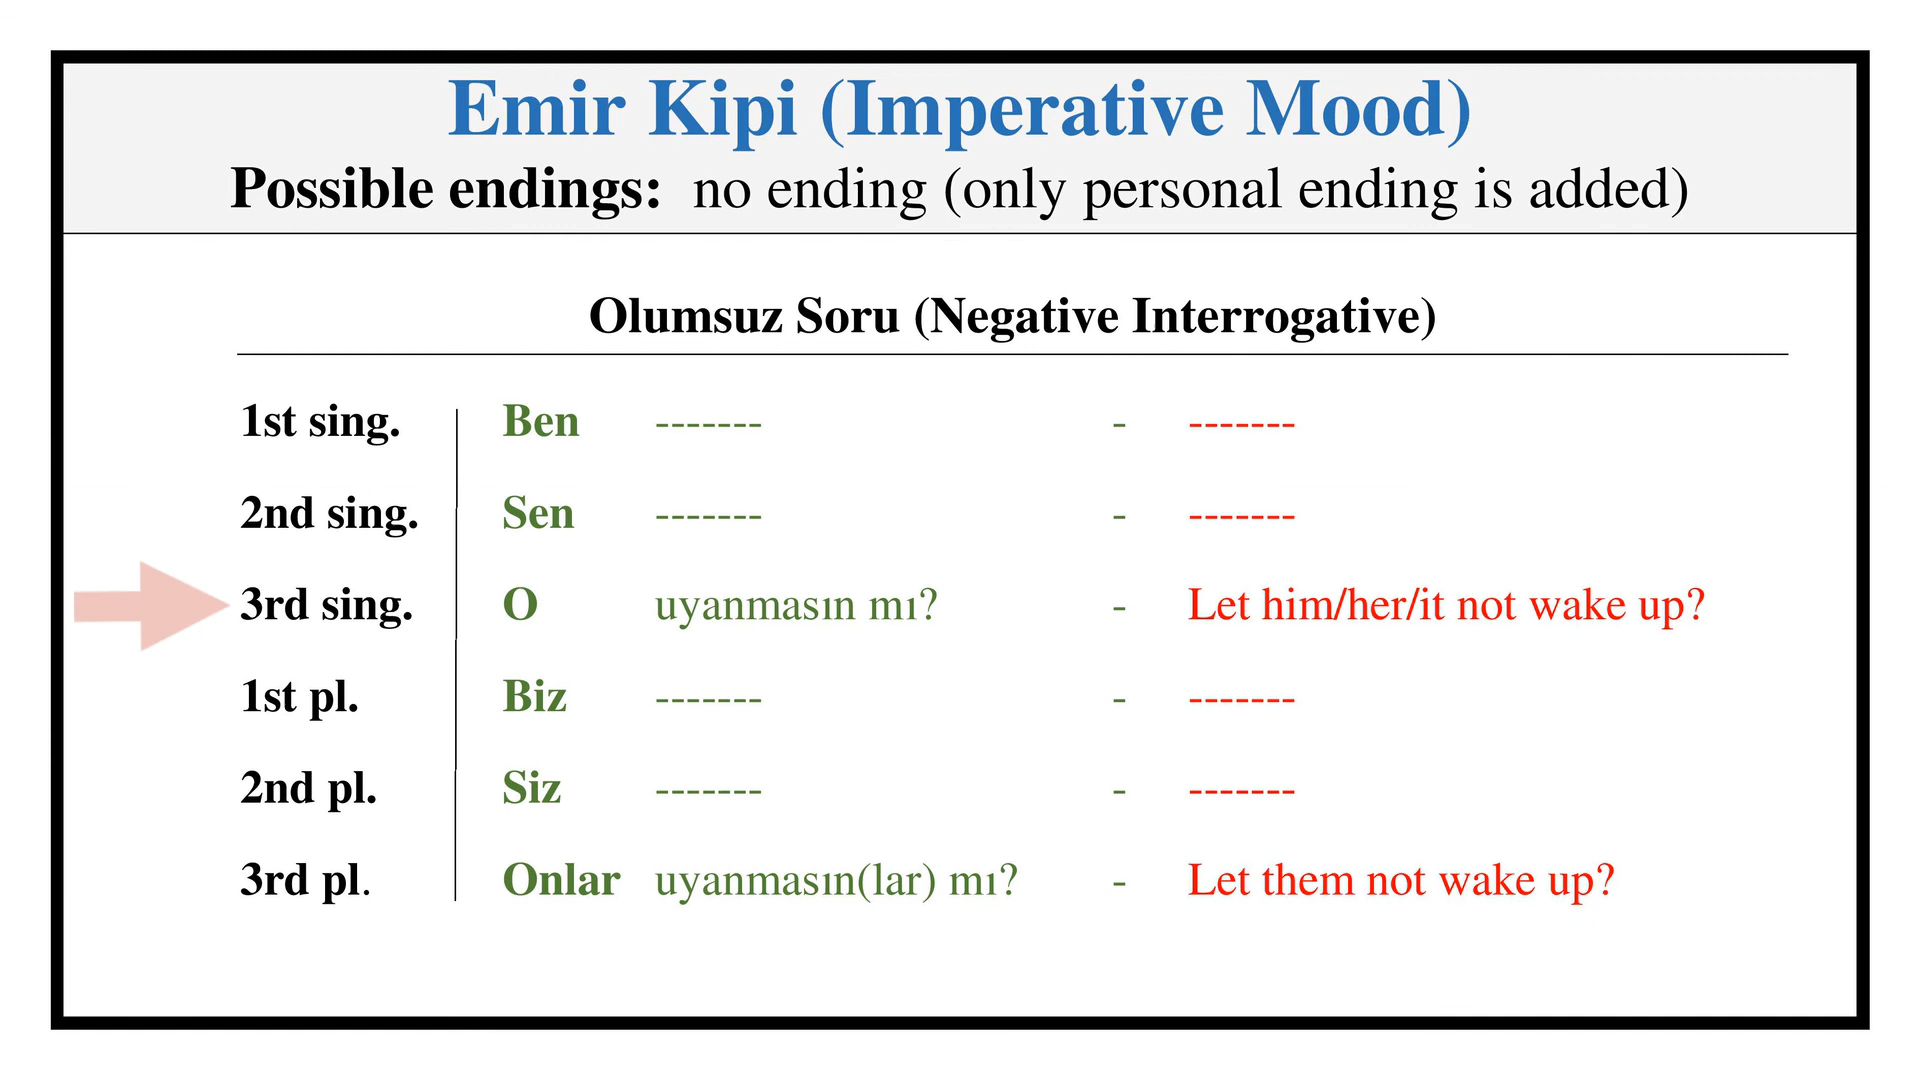 Emir Kipi (Imperative Mood)
Possible endings: no ending (only personal ending is added)
Olumsuz Soru (Negative Interrogative)
1st sing. Ben ------- - -------
2nd sing. Sen ------- - -------
3rd sing. O uyanmasın mı? - Let him/her/it not wake up?
1st pl. Biz ------- - -------
2nd pl. Siz ------- - -------
3rd pl. Onlar uyanmasın(lar) mı? - Let them not wake up?